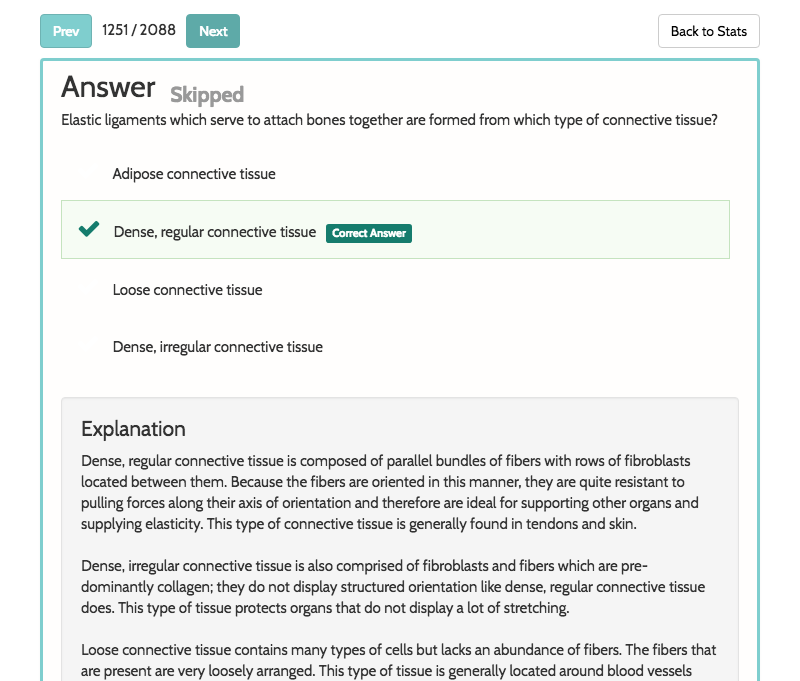 Prev 1251 / 2088 Next Back to Stats
Answer Skipped
Elastic ligaments which serve to attach bones together are formed from which type of connective tissue?
Adipose connective tissue
Dense, regular connective tissue Correct Answer
Loose connective tissue
Dense, irregular connective tissue
Explanation
Dense, regular connective tissue is composed of parallel bundles of fibers with rows of fibroblasts
located between them. Because the fibers are oriented in this manner, they are quite resistant to
pulling forces along their axis of orientation and therefore are ideal for supporting other organs and
supplying elasticity. This type of connective tissue is generally found in tendons and skin.
Dense, irregular connective tissue is also comprised of fibroblasts and fibers which are pre-
dominantly collagen; they do not display structured orientation like dense, regular connective tissue
does. This type of tissue protects organs that do not display a lot of stretching.
Loose connective tissue contains many types of cells but lacks an abundance of fibers. The fibers that
are present are very loosely arranged. This type of tissue is generally located around blood vessels